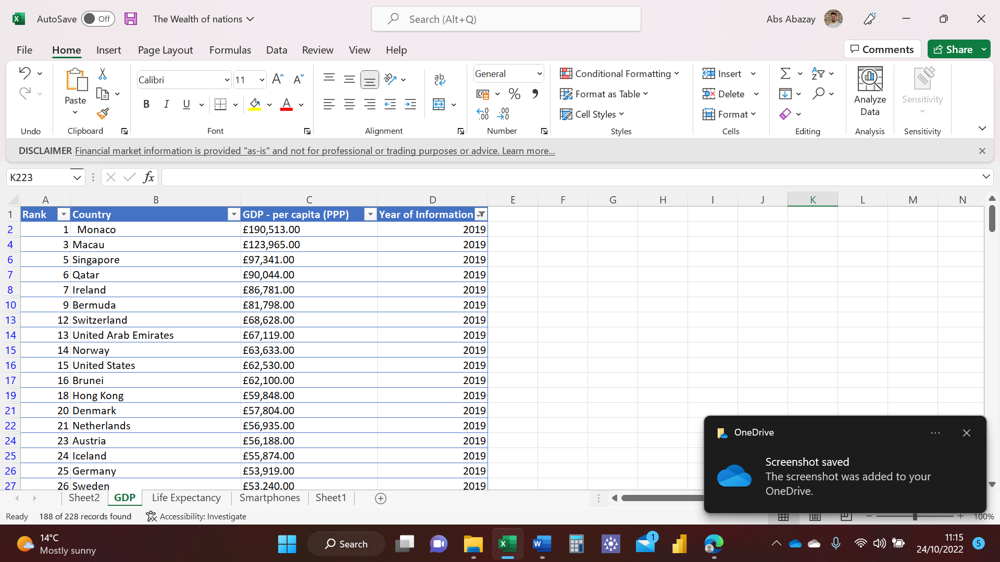 AutoSave Off The Wealth of nations Search (Alt+Q) Abs Abazay
File Home Insert Page Layout Formulas Data Review View Help Comments Share
Paste Calibri 11 General Conditional Formatting Insert
B I U % Format as Table Delete Analyze Data Sensitivity
Cell Styles Format
Undo Clipboard Font Alignment Number Styles Cells Editing Analysis Sensitivity
DISCLAIMER Financial market information is provided "as-is" and not for professional or trading purposes or advice. Learn more...
K223 fx
A B C D E F G H I J K L M N
1 Rank Country GDP - per capita (PPP) Year of Information
2 1 Monaco £190,513.00 2019
4 3 Macau £123,965.00 2019
6 5 Singapore £97,341.00 2019
7 6 Qatar £90,044.00 2019
8 7 Ireland £86,781.00 2019
10 9 Bermuda £81,798.00 2019
13 12 Switzerland £68,628.00 2019
14 13 United Arab Emirates £67,119.00 2019
15 14 Norway £63,633.00 2019
16 15 United States £62,530.00 2019
17 16 Brunei £62,100.00 2019
19 18 Hong Kong £59,848.00 2019
21 20 Denmark £57,804.00 2019
22 21 Netherlands £56,935.00 2019
24 23 Austria £56,188.00 2019
25 24 Iceland £55,874.00 2019
26 25 Germany £53,919.00 2019
27 26 Sweden £53,240.00 2019
OneDrive
Screenshot saved
The screenshot was added to your
OneDrive.
Sheet2 GDP Life Expectancy Smartphones Sheet1
Ready 188 of 228 records found Accessibility: Investigate 100%
14°C
Mostly sunny
Search
1
11:15
24/10/2022
5